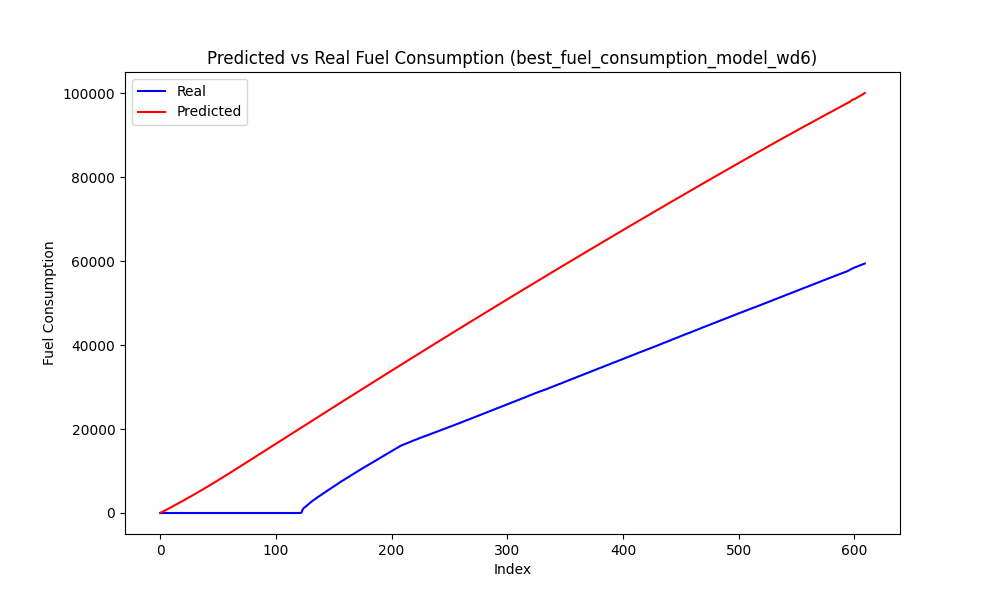 Predicted vs Real Fuel Consumption (best_fuel_consumption_model_wd6)
Real
Predicted
100000
80000
60000
40000
20000
0
Fuel Consumption
0 100 200 300 400 500 600
Index